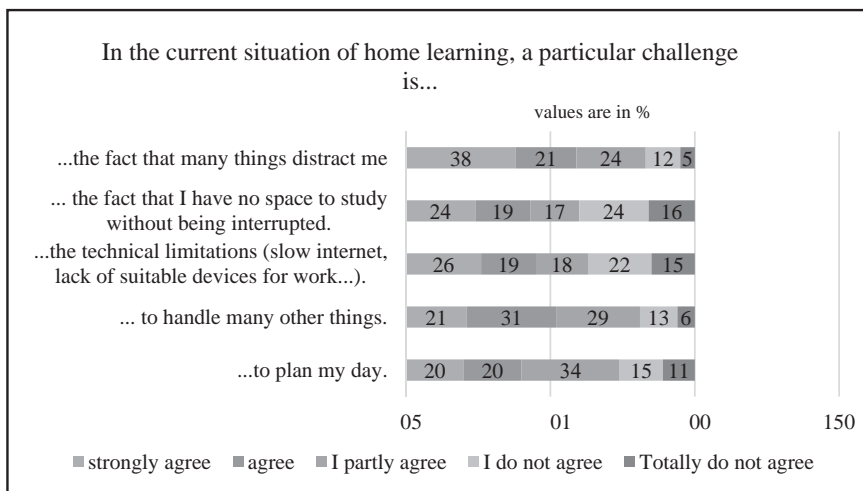 In the current situation of home learning, a particular challenge
is...
values are in %
...the fact that many things distract me
38 21 24 12 5
... the fact that I have no space to study
without being interrupted.
24 19 17 24 16
...the technical limitations (slow internet,
lack of suitable devices for work...).
26 19 18 22 15
... to handle many other things.
21 31 29 13 6
...to plan my day.
20 20 34 15 11
05 01 00 150
strongly agree agree I partly agree I do not agree Totally do not agree